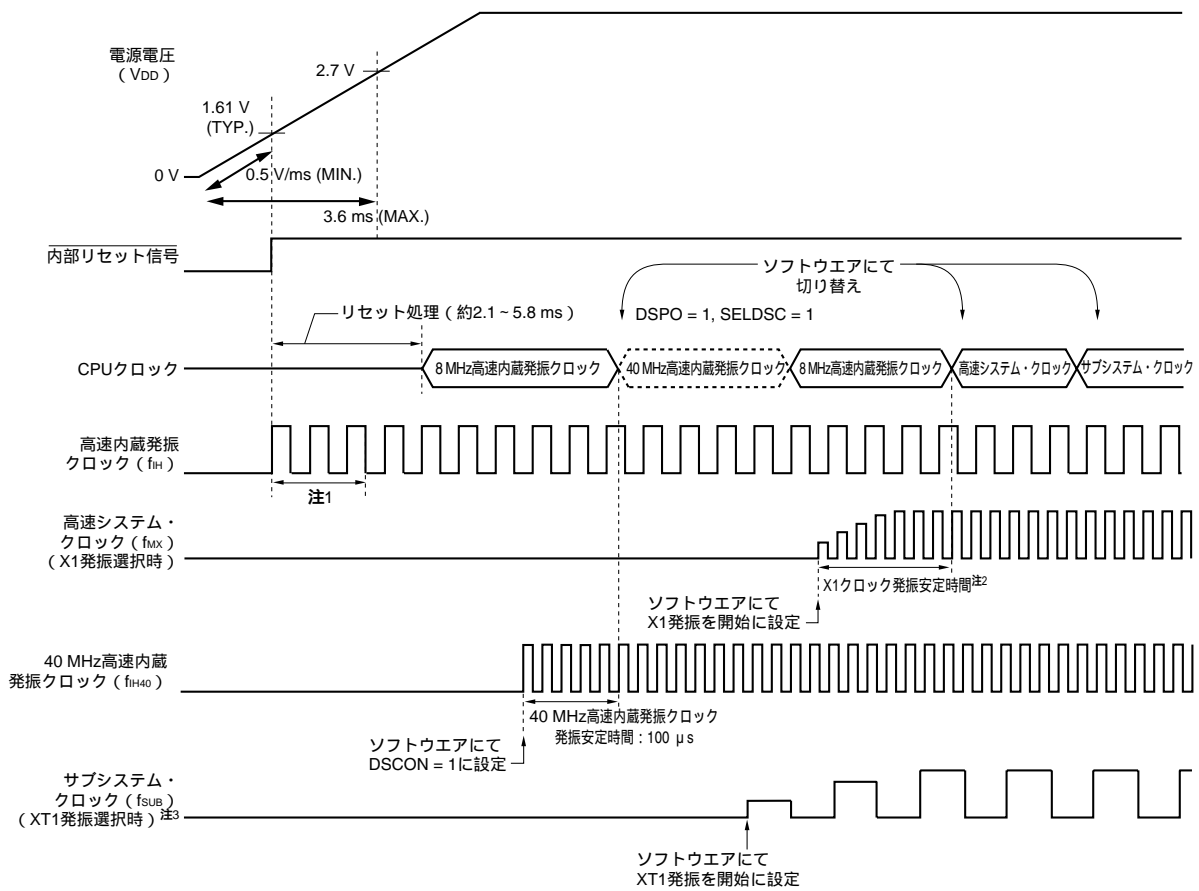 電源電圧
（VDD）
2.7 V
1.61 V
(TYP.)
0 V
0.5 V/ms (MIN.)
3.6 ms (MAX.)
内部リセット信号
ソフトウエアにて
切り替え
リセット処理（約2.1～5.8 ms）
DSPO = 1, SELDSC = 1
CPUクロック
8 MHz高速内蔵発振クロック
40 MHz高速内蔵発振クロック
8 MHz高速内蔵発振クロック
高速システム・クロック
サブシステム・クロック
高速内蔵発振
クロック（fIH）
注1
高速システム・
クロック（fMX）
（X1発振選択時）
X1クロック発振安定時間注2
ソフトウエアにて
X1発振を開始に設定
40 MHz高速内蔵
発振クロック（fIH40）
40 MHz高速内蔵発振クロック
発振安定時間：100 μs
ソフトウエアにて
DSCON = 1に設定
サブシステム・
クロック（fSUB）
（XT1発振選択時）注3
ソフトウエアにて
XT1発振を開始に設定